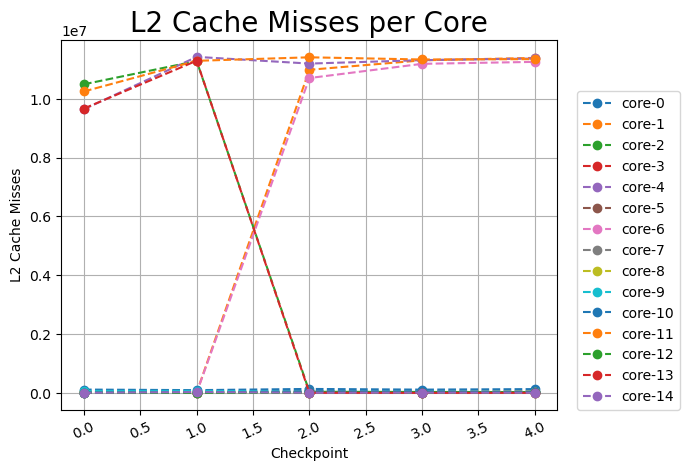 L2 Cache Misses per Core
1e7
1.0
0.8
0.6
0.4
0.2
0.0
L2 Cache Misses
0.0 0.5 1.0 1.5 2.0 2.5 3.0 3.5 4.0
Checkpoint
core-0
core-1
core-2
core-3
core-4
core-5
core-6
core-7
core-8
core-9
core-10
core-11
core-12
core-13
core-14